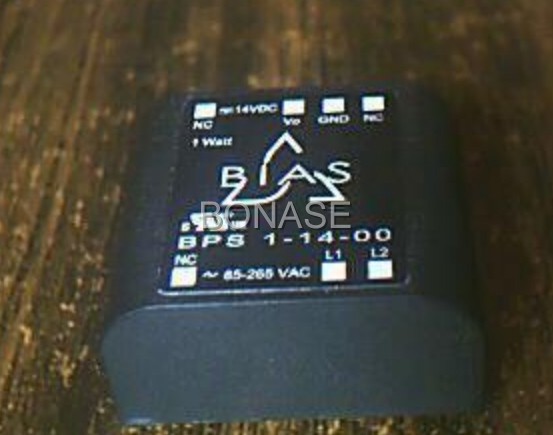 ⎓14VDC
NC Vo GND NC
1 Watt
BIAS
BONASE
BPS 1-14-00
NC L1 L2
~ 85-265 VAC